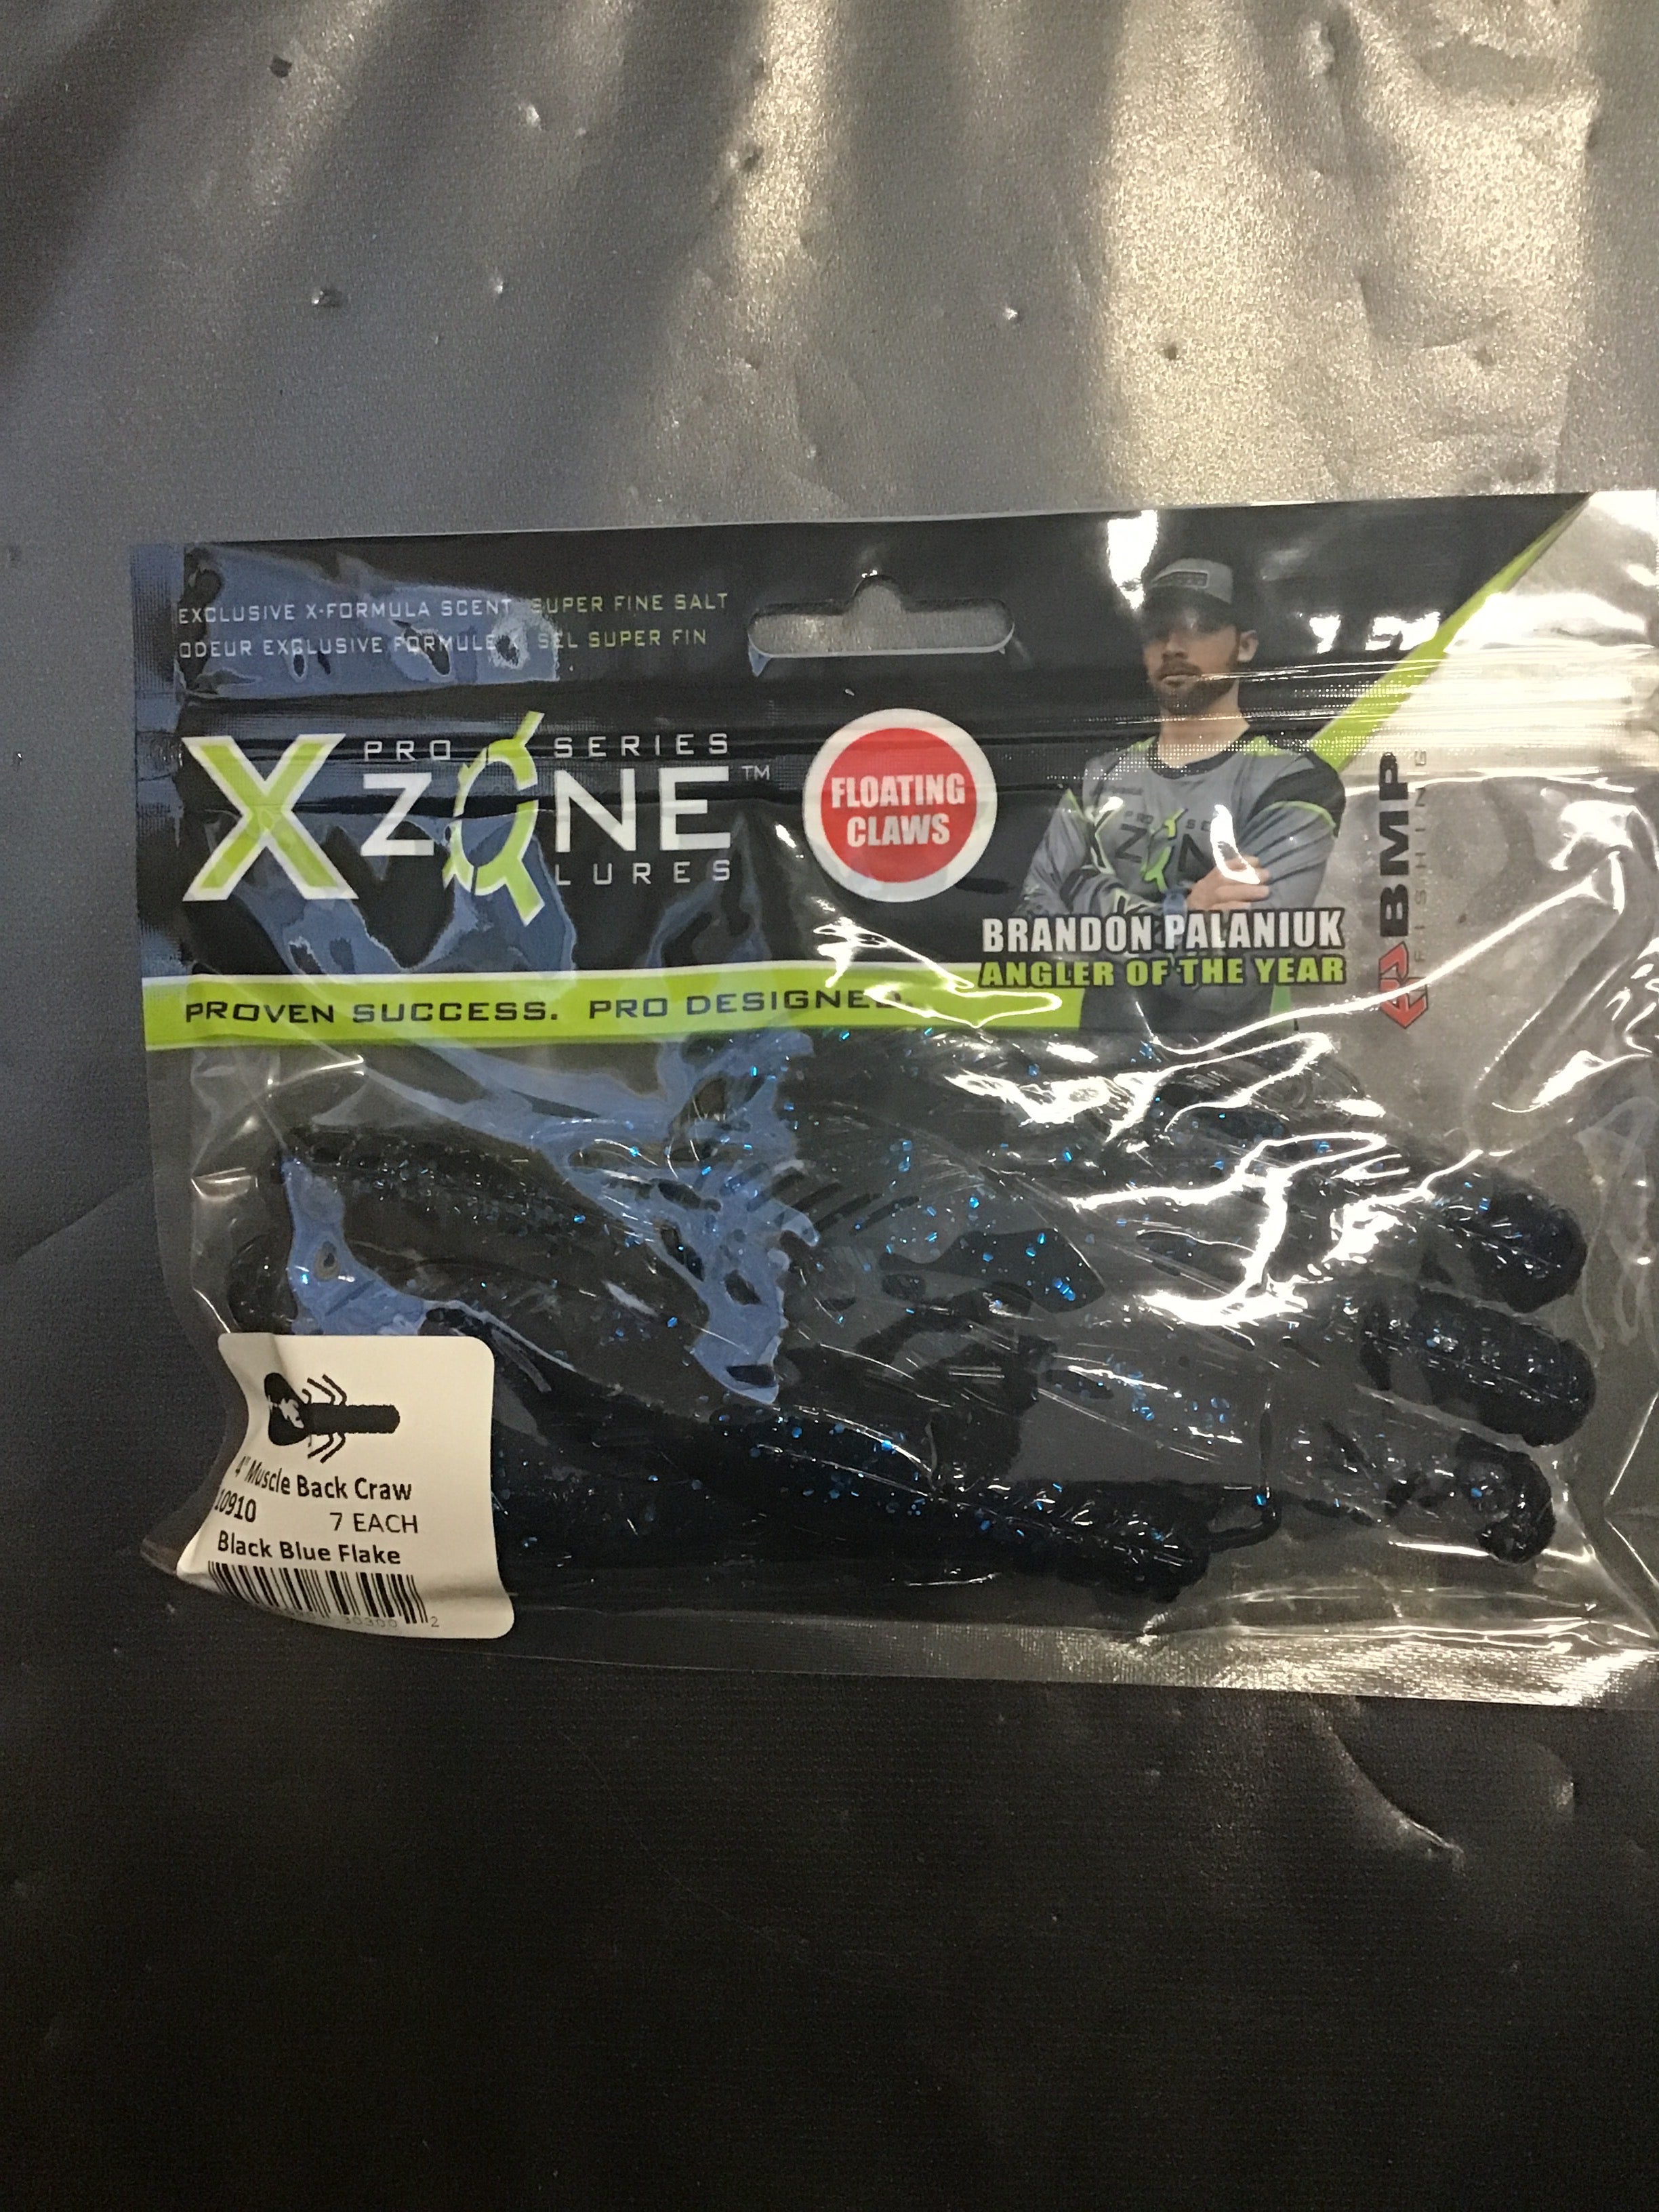 EXCLUSIVE X-FORMULA SCENT SUPER FINE SALT
ODEUR EXCLUSIVE FORMULE X SEL SUPER FIN
PRO SERIES
X ZONE™
LURES
FLOATING
CLAWS
BRANDON PALANIUK
ANGLER OF THE YEAR
BMP
FISHING
PROVEN SUCCESS. PRO DESIGNED.
4" Muscle Back Craw
10910 7 EACH
Black Blue Flake